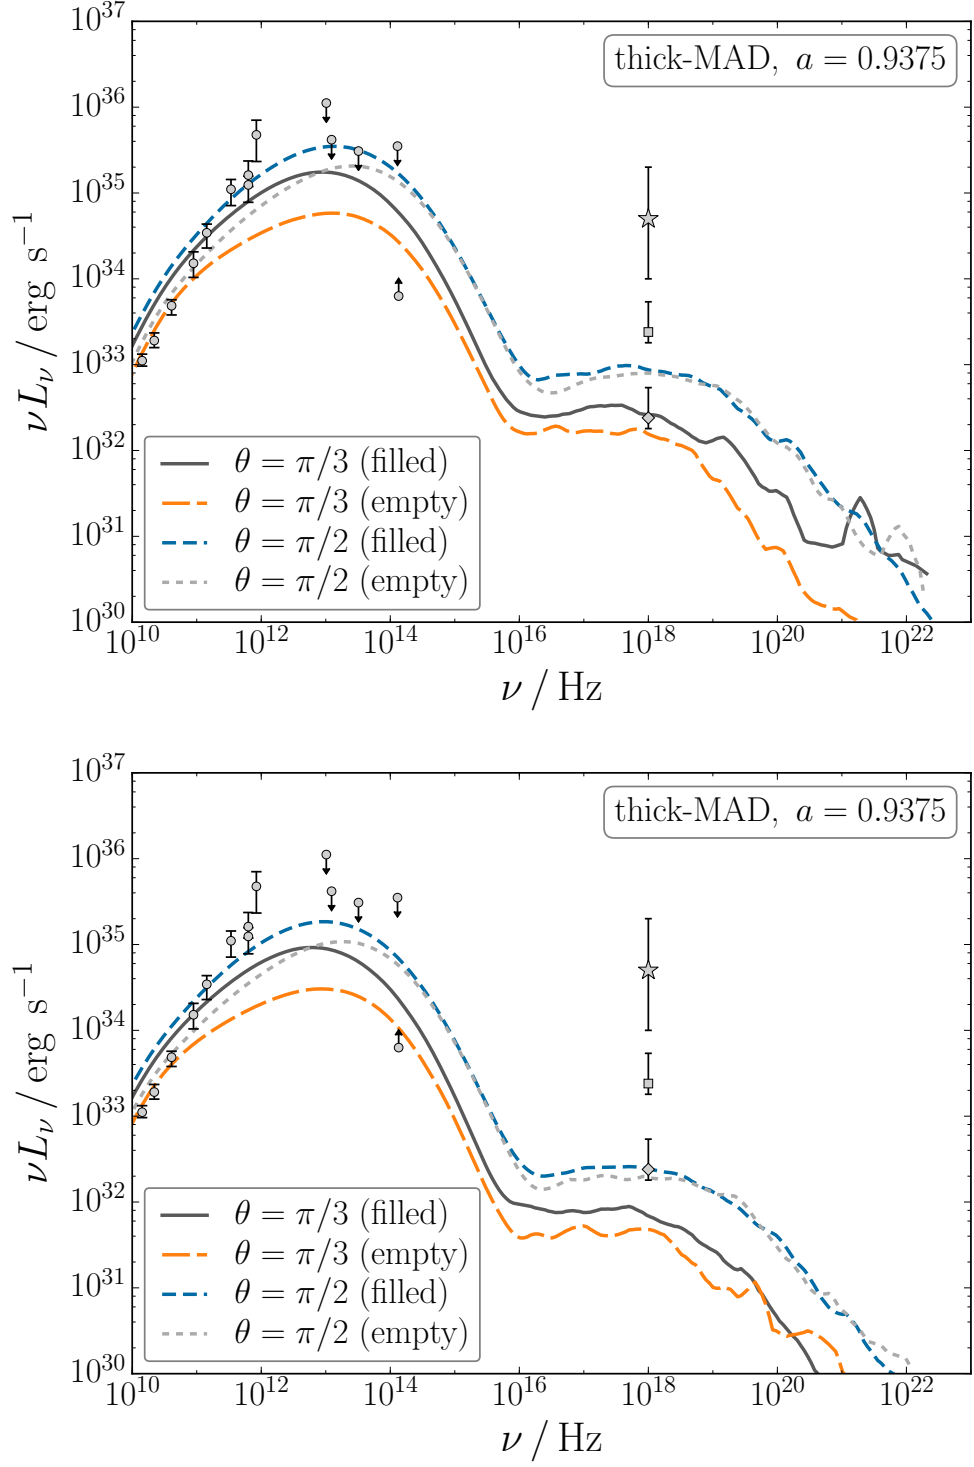 10^37
10^36
10^35
10^34
10^33
10^32
10^31
10^30
νL_ν / erg s^−1
thick-MAD, a = 0.9375
θ = π/3 (filled)
θ = π/3 (empty)
θ = π/2 (filled)
θ = π/2 (empty)
10^10 10^12 10^14 10^16 10^18 10^20 10^22
ν / Hz
10^37
10^36
10^35
10^34
10^33
10^32
10^31
10^30
νL_ν / erg s^−1
thick-MAD, a = 0.9375
θ = π/3 (filled)
θ = π/3 (empty)
θ = π/2 (filled)
θ = π/2 (empty)
10^10 10^12 10^14 10^16 10^18 10^20 10^22
ν / Hz